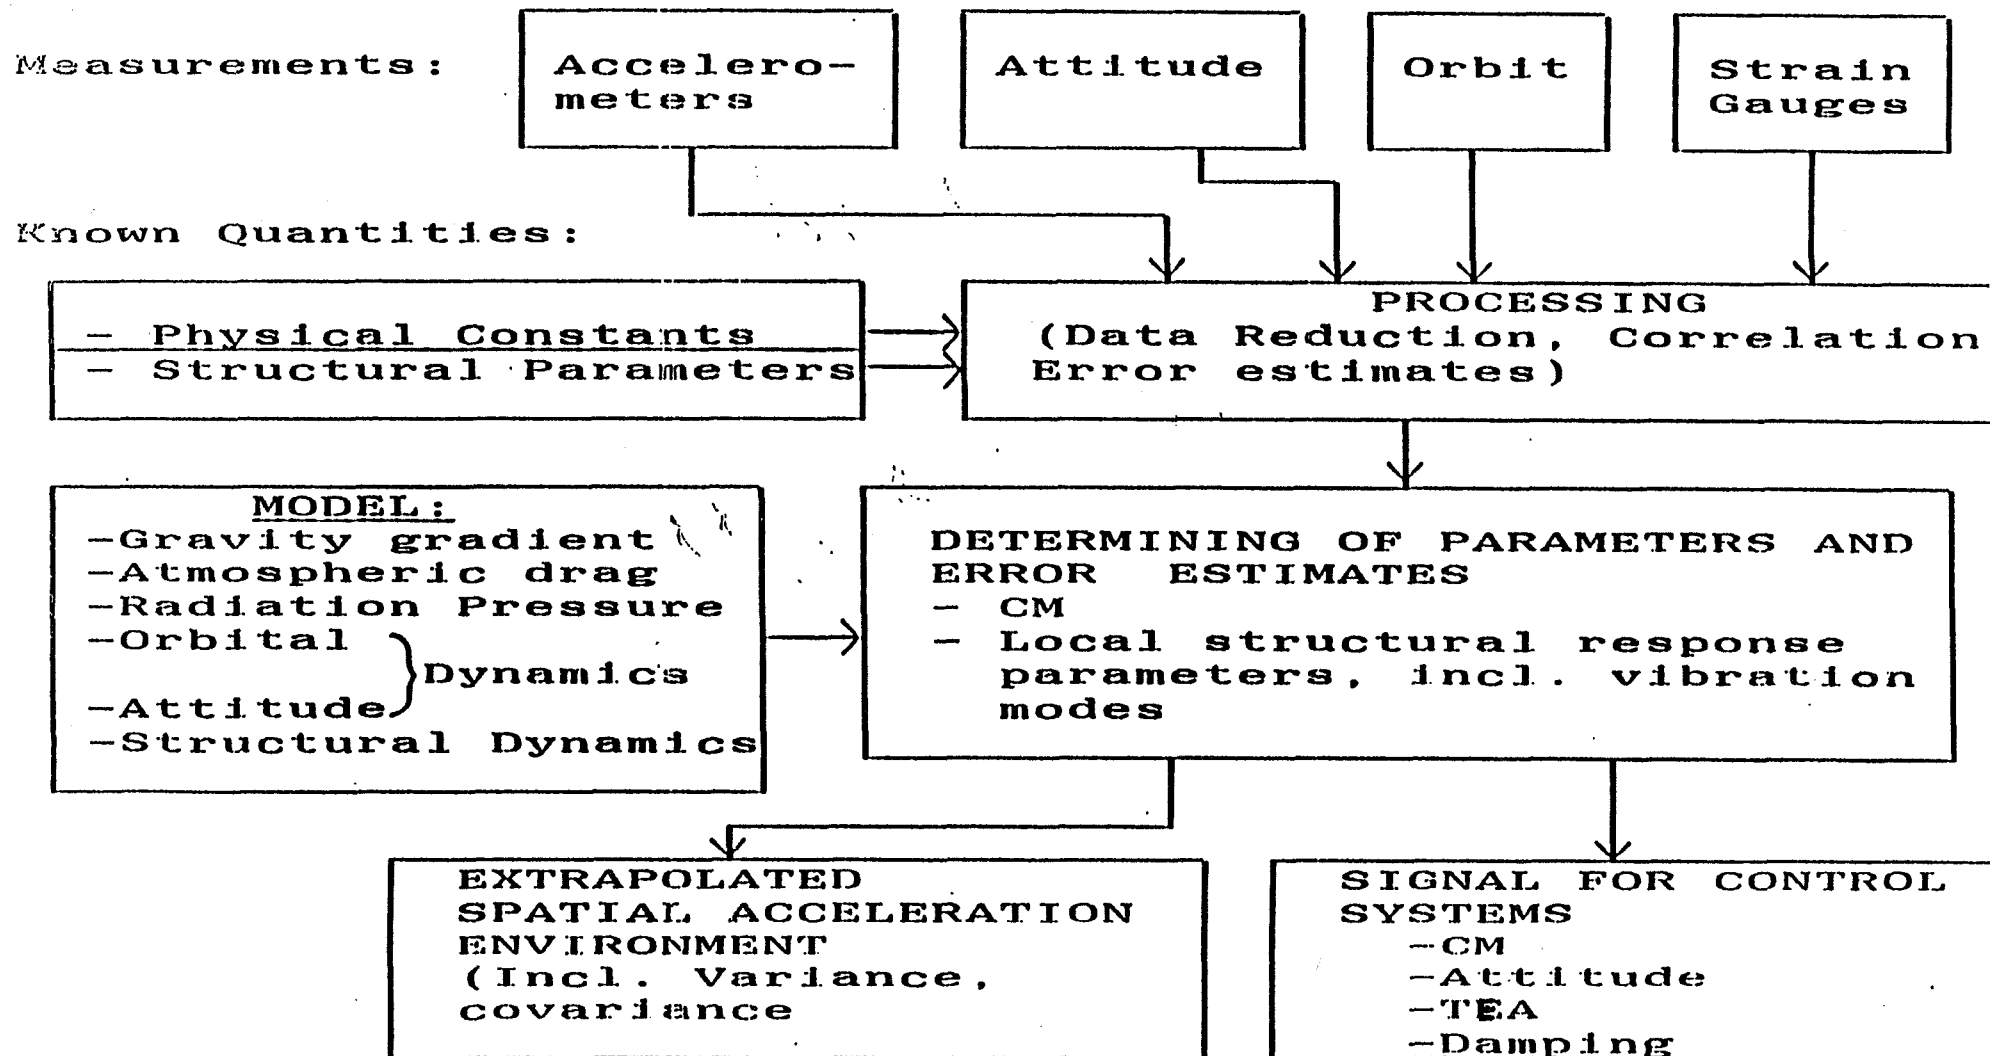 Measurements:
Accelero-
meters
Attitude
Orbit
Strain
Gauges
Known Quantities:
- Physical Constants
- Structural Parameters
PROCESSING
(Data Reduction, Correlation
Error estimates)
MODEL:
-Gravity gradient
-Atmospheric drag
-Radiation Pressure
-Orbital
Dynamics
-Attitude
-Structural Dynamics
DETERMINING OF PARAMETERS AND
ERROR ESTIMATES
- CM
- Local structural response
parameters, incl. vibration
modes
EXTRAPOLATED
SPATIAL ACCELERATION
ENVIRONMENT
(Incl. Variance,
covariance
SIGNAL FOR CONTROL
SYSTEMS
-CM
-Attitude
-TEA
-Damping